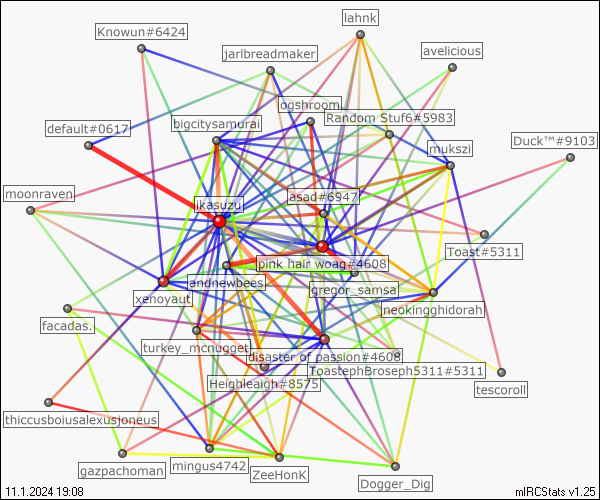 lahnk
Knowun#6424
avelicious
jarlbreadmaker
ogshroom.
Random Stuf6#5983
bigcitysamurai
default#0617
Duck™#9103
mukszi
moonraven
asad#6947
ikasuzu
Toast#5311
pink hair woag#4608
andnewbees
gregor_samsa
xenoyaut
neokingghidorah
facadas.
turkey_mcnugget
disaster of passion#4608
ToastephBroseph5311#5311
Heighleaigh#8575
tescoroll
thiccusboiusalexusjoneus
gazpachoman
mingus4742
ZeeHonK
Dogger_Dig
11.1.2024 19:08
mIRCStats v1.25